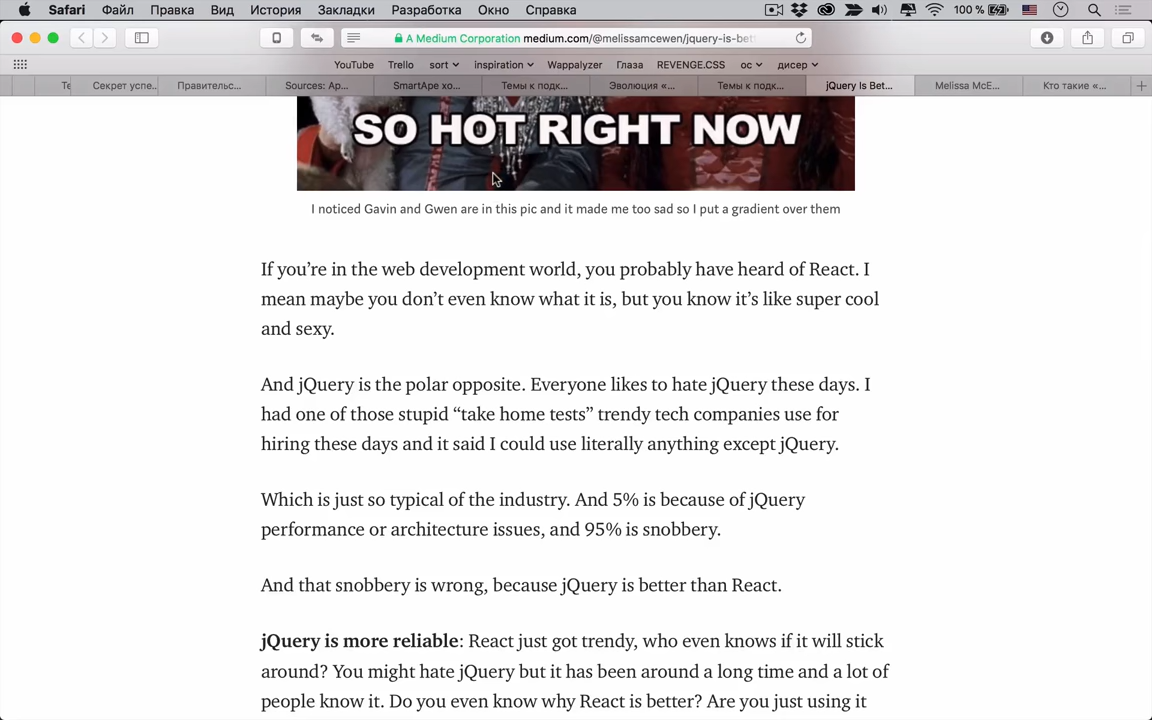 Safari Файл Правка Вид История Закладки Разработка Окно Справка 100 %
A Medium Corporation medium.com/@melissamcewen/jquery-is-bet
YouTube Trello sort inspiration Wappalyzer Глаза REVENGE.CSS ос дисер
Те Секрет успе... Правительс... Sources: Ap... SmartApe хо... Темы к подк... Эволюция «... Темы к подк... jQuery Is Bet... Melissa McE... Кто такие «...
SO HOT RIGHT NOW
I noticed Gavin and Gwen are in this pic and it made me too sad so I put a gradient over them
If you’re in the web development world, you probably have heard of React. I
mean maybe you don’t even know what it is, but you know it’s like super cool
and sexy.
And jQuery is the polar opposite. Everyone likes to hate jQuery these days. I
had one of those stupid “take home tests” trendy tech companies use for
hiring these days and it said I could use literally anything except jQuery.
Which is just so typical of the industry. And 5% is because of jQuery
performance or architecture issues, and 95% is snobbery.
And that snobbery is wrong, because jQuery is better than React.
jQuery is more reliable: React just got trendy, who even knows if it will stick
around? You might hate jQuery but it has been around a long time and a lot of
people know it. Do you even know why React is better? Are you just using it